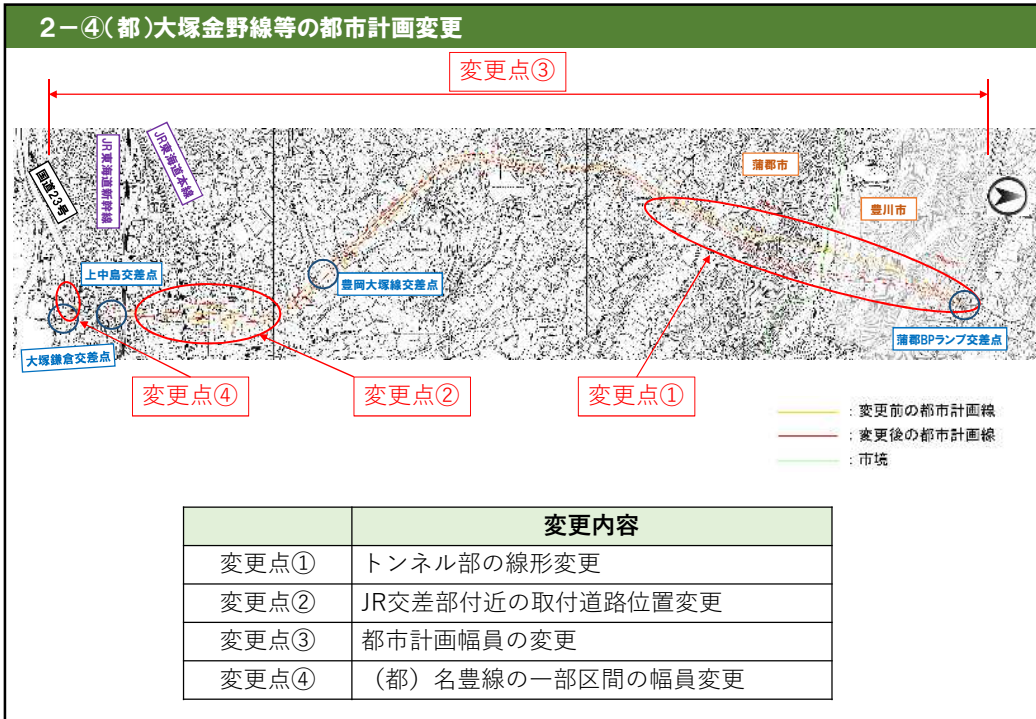 2-④(都)大塚金野線等の都市計画変更
変更点③
国道23号
JR東海道新幹線
JR東海道本線
蒲郡市
豊川市
上中島交差点
豊岡大塚線交差点
大塚鎌倉交差点
蒲郡BPランプ交差点
変更点④
変更点②
変更点①
：変更前の都市計画線
：変更後の都市計画線
：市境
変更内容
変更点① トンネル部の線形変更
変更点② JR交差部付近の取付道路位置変更
変更点③ 都市計画幅員の変更
変更点④ （都）名豊線の一部区間の幅員変更